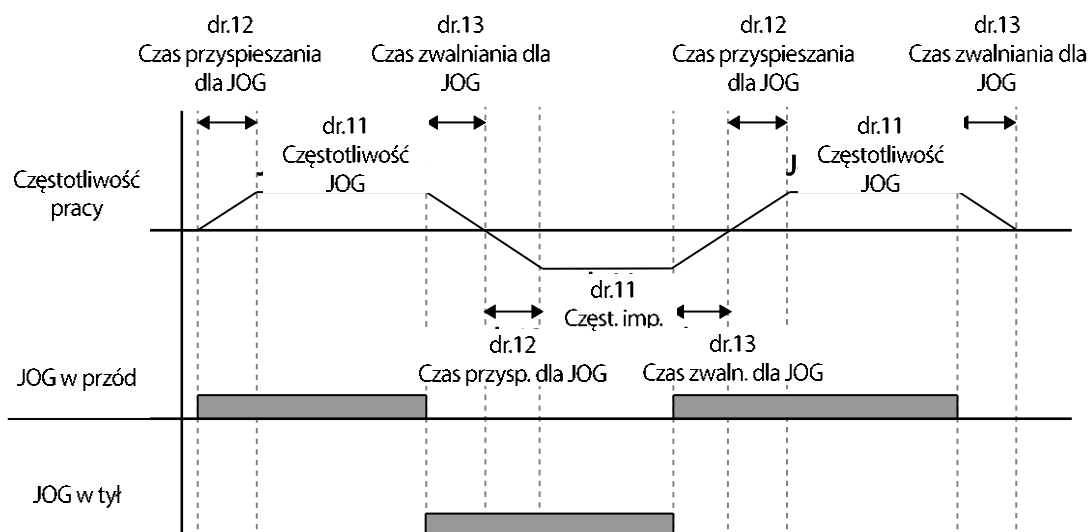 dr.12
Czas przyspieszania
dla JOG
dr.13
Czas zwalniania dla
JOG
dr.12
Czas przyspieszania
dla JOG
dr.13
Czas zwalniania dla
JOG
dr.11
Częstotliwość
JOG
dr.11
Częstotliwość
JOG
J
Częstotliwość
pracy
dr.11
Częst. imp.
dr.12
Czas przysp. dla JOG
dr.13
Czas zwaln. dla JOG
JOG w przód
JOG w tył